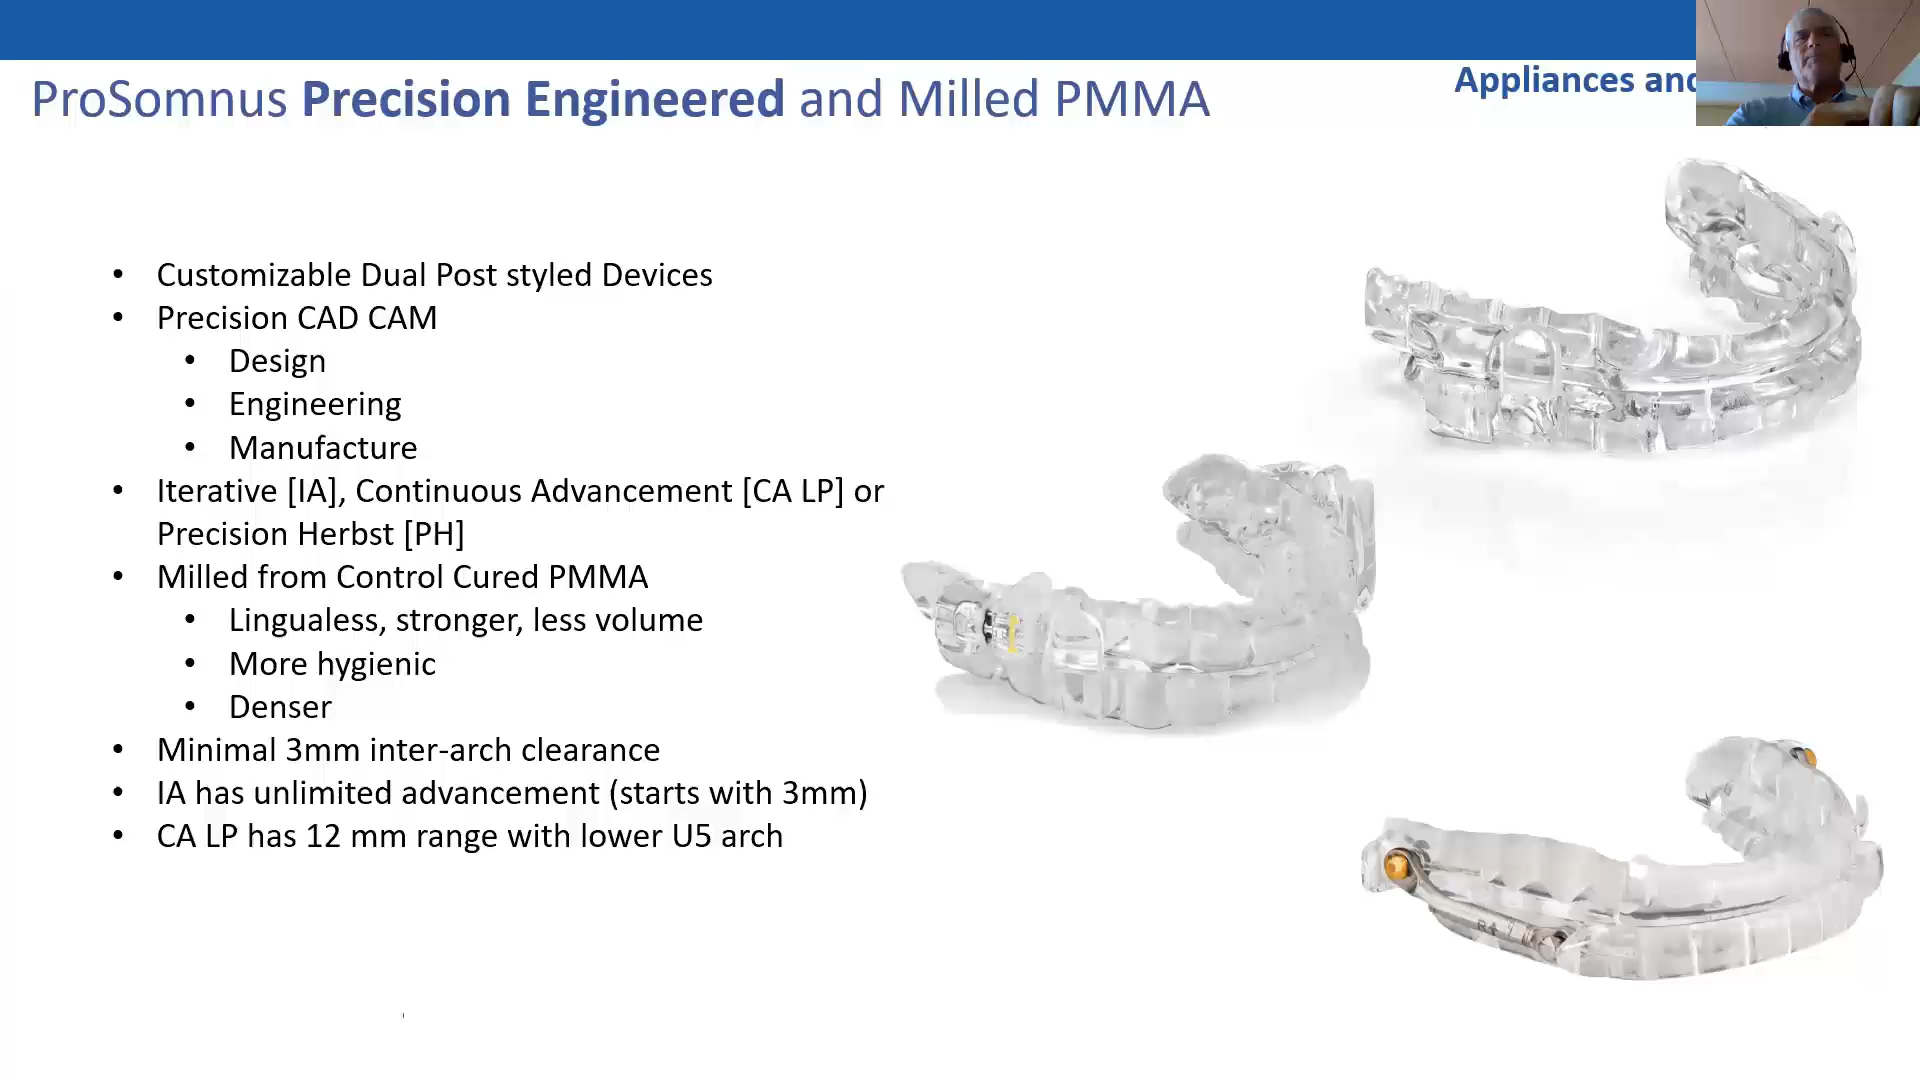 ProSomnus Precision Engineered and Milled PMMA
Appliances and
• Customizable Dual Post styled Devices
• Precision CAD CAM
• Design
• Engineering
• Manufacture
• Iterative [IA], Continuous Advancement [CA LP] or
Precision Herbst [PH]
• Milled from Control Cured PMMA
• Lingualess, stronger, less volume
• More hygienic
• Denser
• Minimal 3mm inter-arch clearance
• IA has unlimited advancement (starts with 3mm)
• CA LP has 12 mm range with lower U5 arch